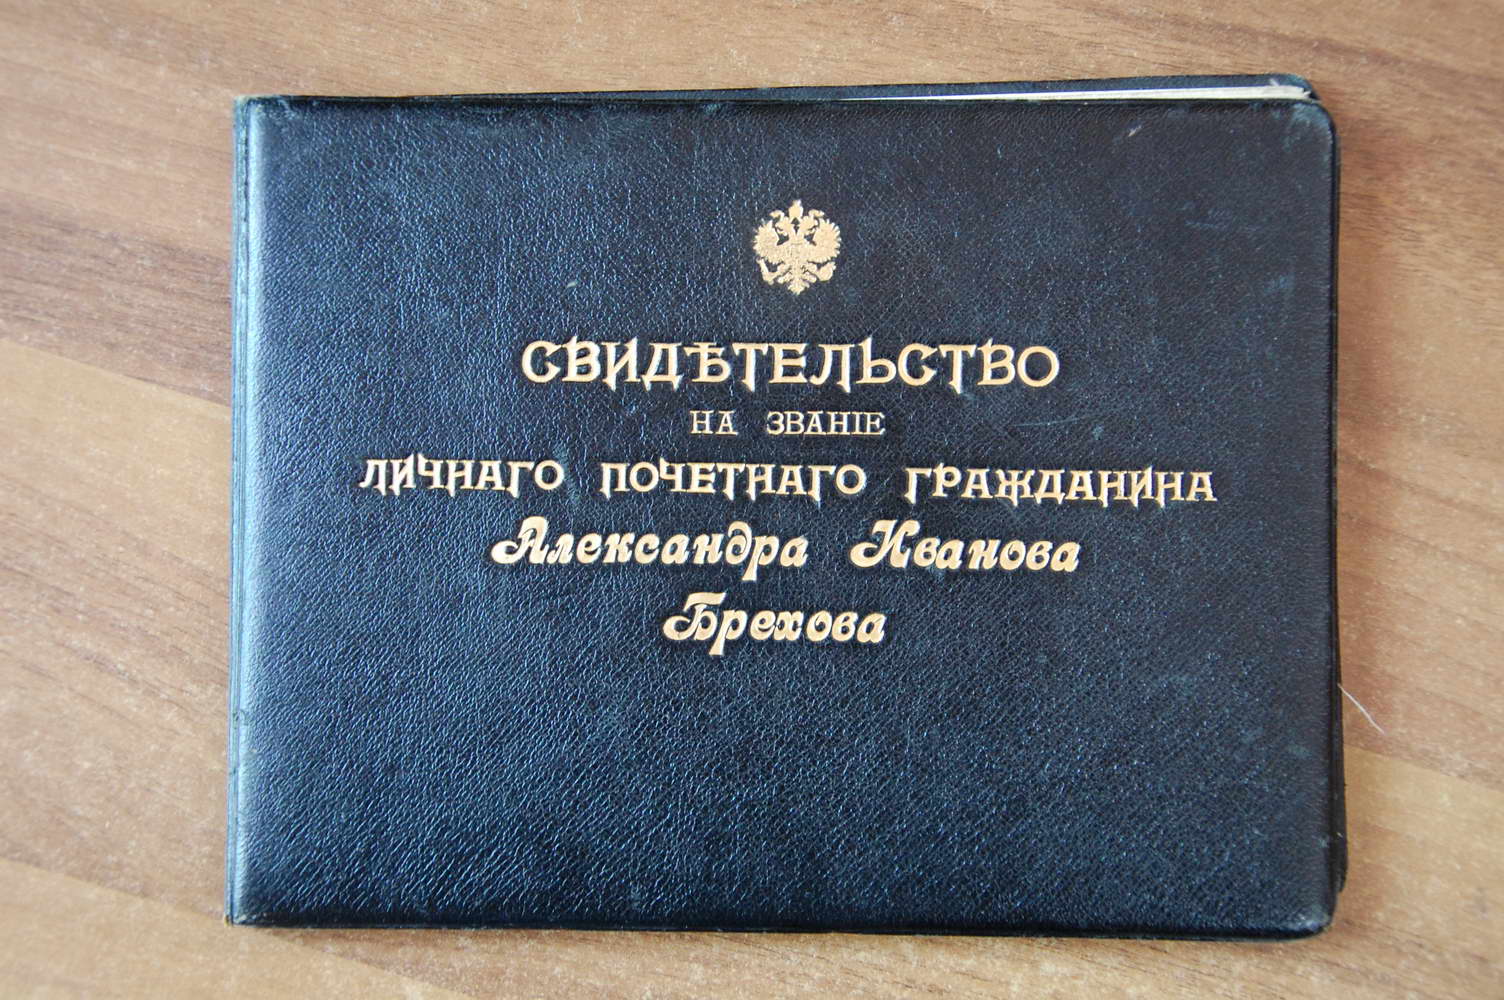 СВИДѢТЕЛЬСТВО
НА ЗВАНІЕ
ЛИЧНАГО ПОЧЕТНАГО ГРАЖДАНИНА
Александра Иванова
Брехова